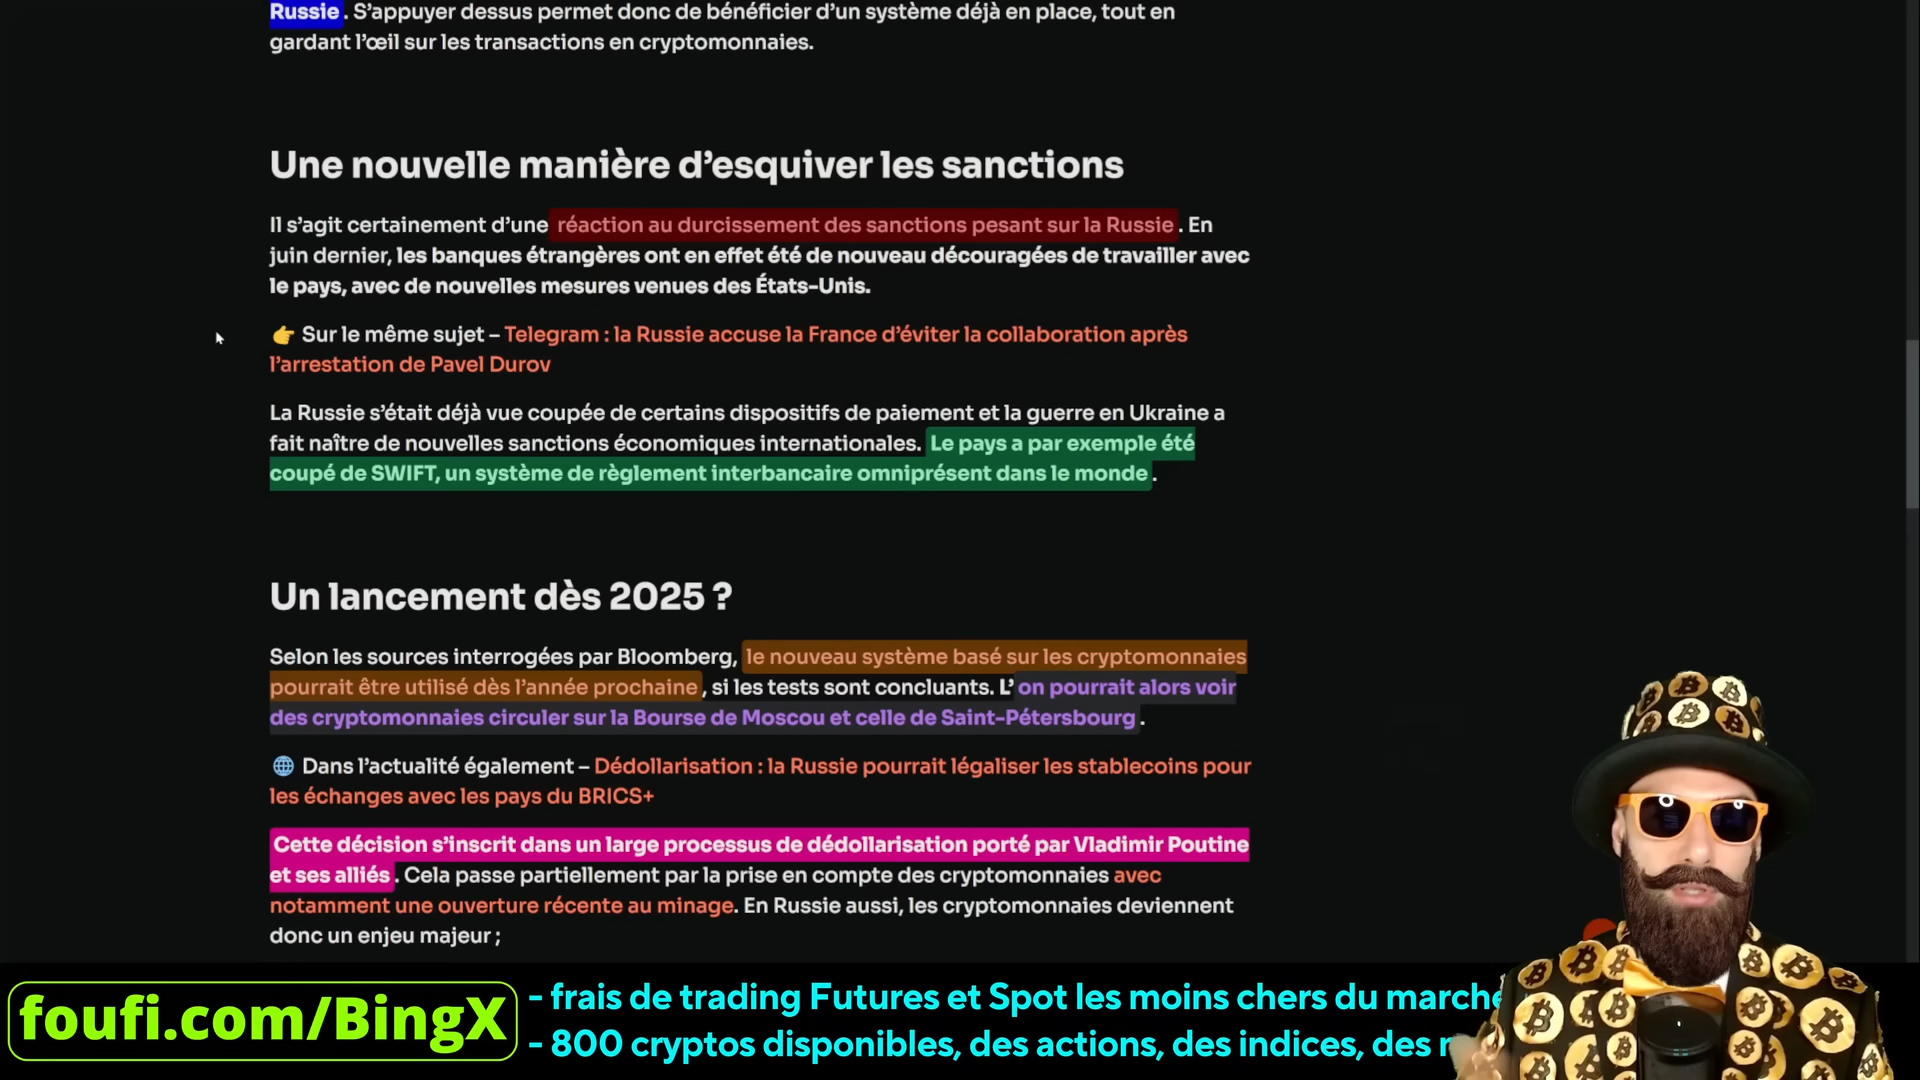 Russie. S’appuyer dessus permet donc de bénéficier d’un système déjà en place, tout en
gardant l’œil sur les transactions en cryptomonnaies.
Une nouvelle manière d’esquiver les sanctions
Il s’agit certainement d’une réaction au durcissement des sanctions pesant sur la Russie. En
juin dernier, les banques étrangères ont en effet été de nouveau découragées de travailler avec
le pays, avec de nouvelles mesures venues des États-Unis.
👉 Sur le même sujet – Telegram : la Russie accuse la France d’éviter la collaboration après
l’arrestation de Pavel Durov
La Russie s’était déjà vue coupée de certains dispositifs de paiement et la guerre en Ukraine a
fait naître de nouvelles sanctions économiques internationales. Le pays a par exemple été
coupé de SWIFT, un système de règlement interbancaire omniprésent dans le monde.
Un lancement dès 2025 ?
Selon les sources interrogées par Bloomberg, le nouveau système basé sur les cryptomonnaies
pourrait être utilisé dès l’année prochaine, si les tests sont concluants. L’on pourrait alors voir
des cryptomonnaies circuler sur la Bourse de Moscou et celle de Saint-Pétersbourg.
🌐 Dans l’actualité également – Dédollarisation : la Russie pourrait légaliser les stablecoins pour
les échanges avec les pays du BRICS+
Cette décision s’inscrit dans un large processus de dédollarisation porté par Vladimir Poutine
et ses alliés. Cela passe partiellement par la prise en compte des cryptomonnaies avec
notamment une ouverture récente au minage. En Russie aussi, les cryptomonnaies deviennent
donc un enjeu majeur ;
foufi.com/BingX
- frais de trading Futures et Spot les moins chers du marché
- 800 cryptos disponibles, des actions, des indices, des